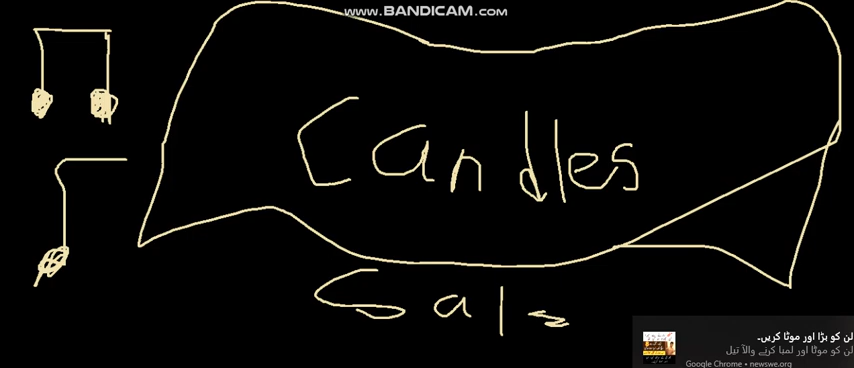 www.BANDICAM.com
Candles
Sale
لن کو بڑا اور موٹا کریں۔
لن کو موٹا اور لمبا کرنے والا تیل
Google Chrome • newswe.org